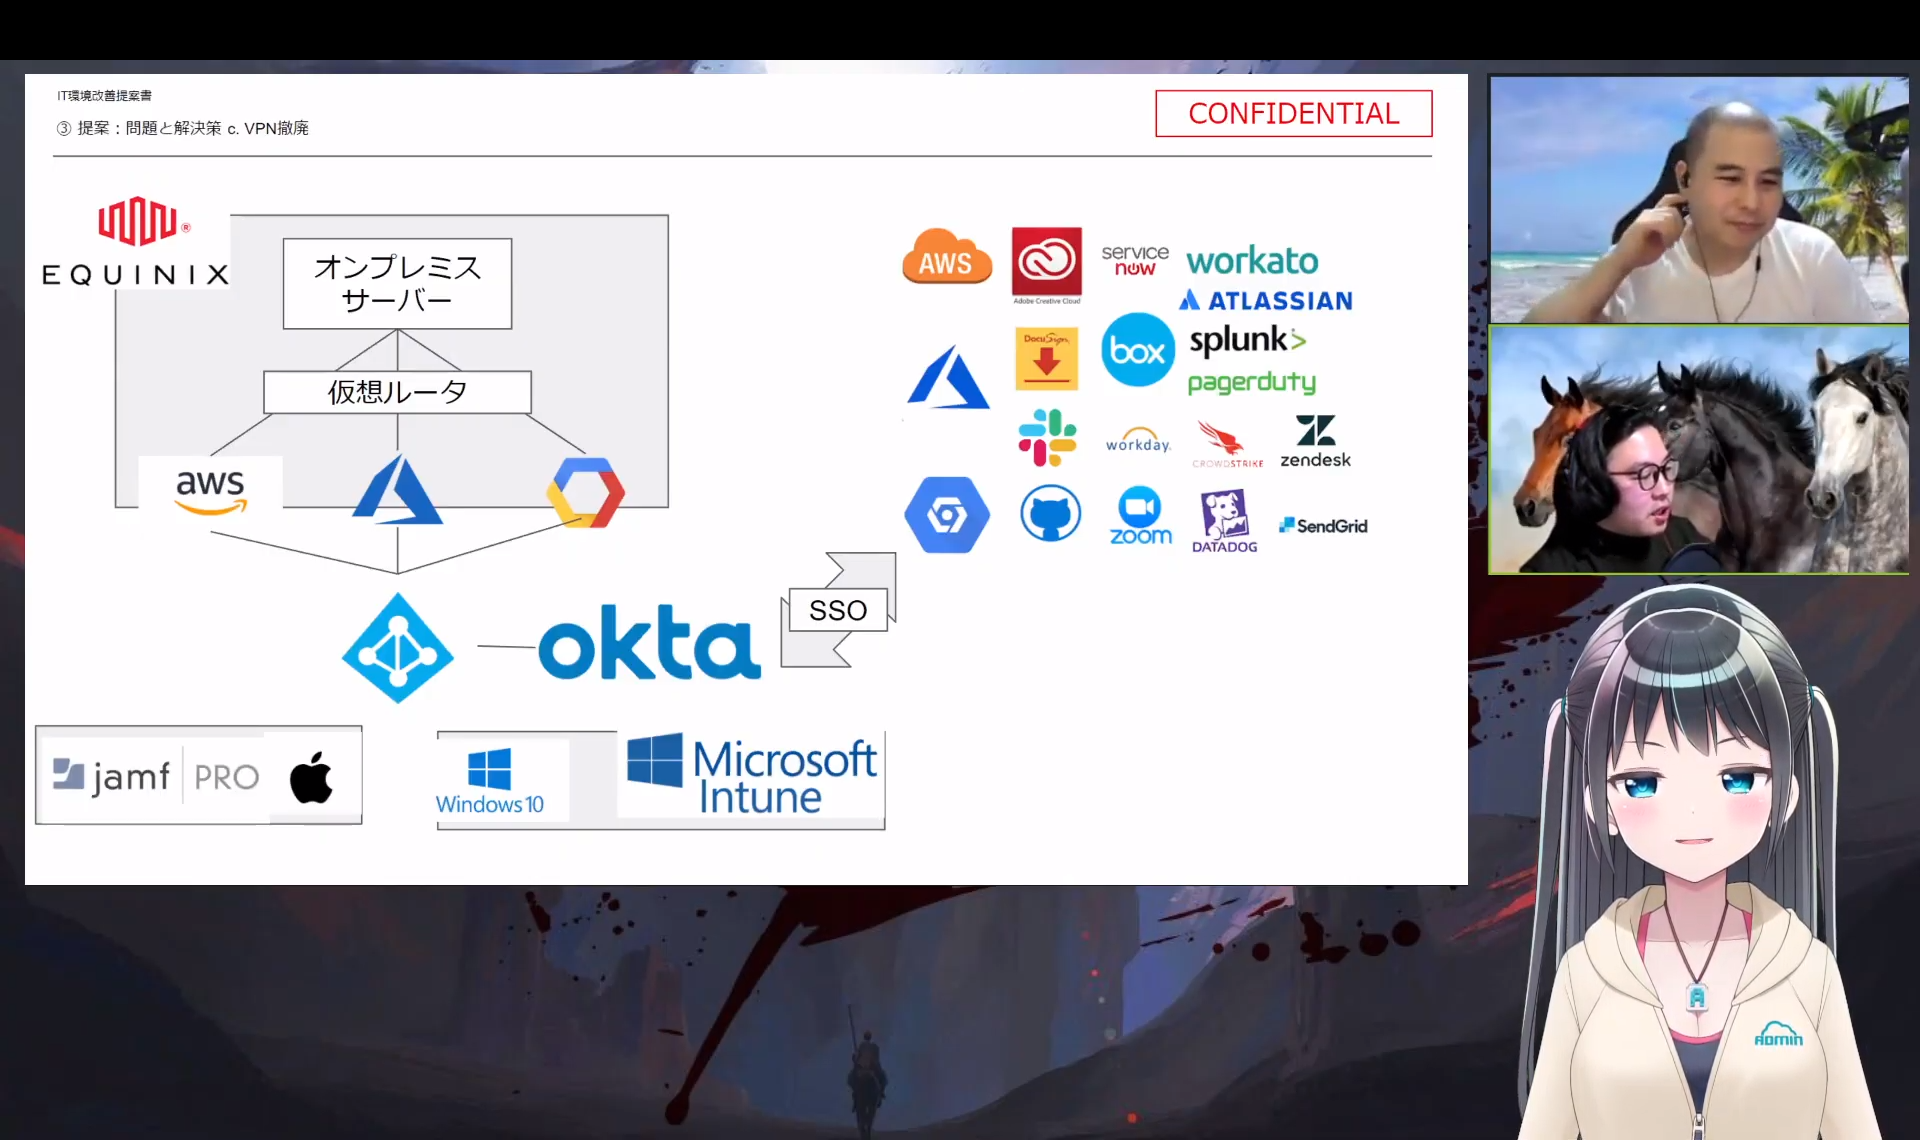 IT環境改善提案書
③ 提案：問題と解決策 c. VPN撤廃
CONFIDENTIAL
EQUINIX
®
オンプレミス
サーバー
仮想ルータ
aws
okta
SSO
jamf PRO
Windows 10
Microsoft
Intune
AWS
Adobe Creative Cloud
service
now
workato
ATLASSIAN
DocuSign
box
splunk>
pagerduty
workday.
CROWDSTRIKE
zendesk
zoom
DATADOG
SendGrid
A
ADMIN